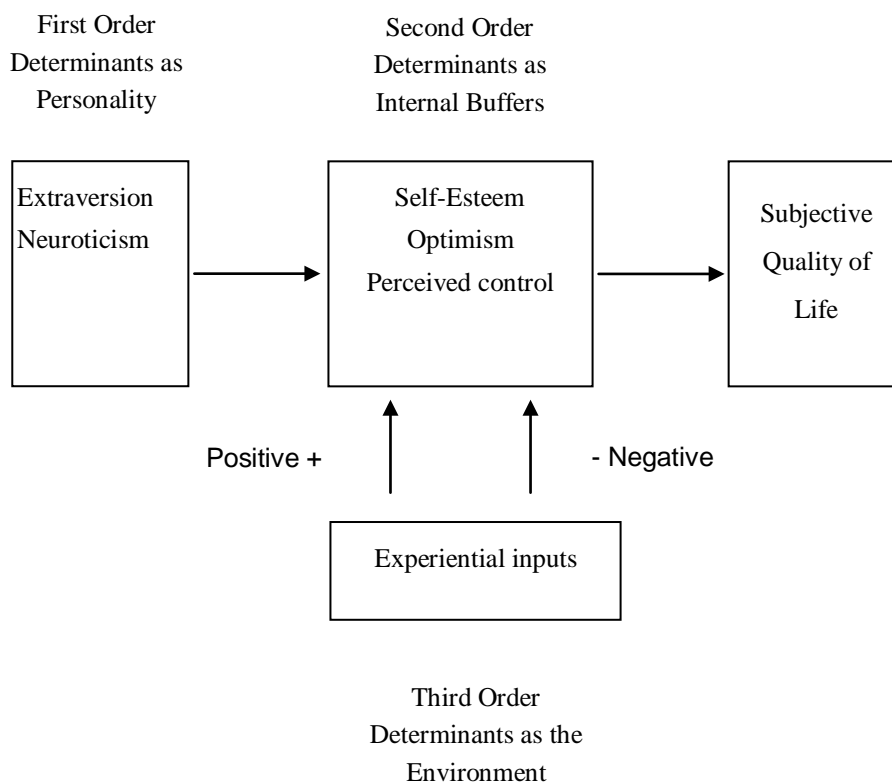 First Order
Determinants as
Personality
Second Order
Determinants as
Internal Buffers
Extraversion
Neuroticism
Self-Esteem
Optimism
Perceived control
Subjective
Quality of
Life
Positive +
- Negative
Experiential inputs
Third Order
Determinants as the
Environment